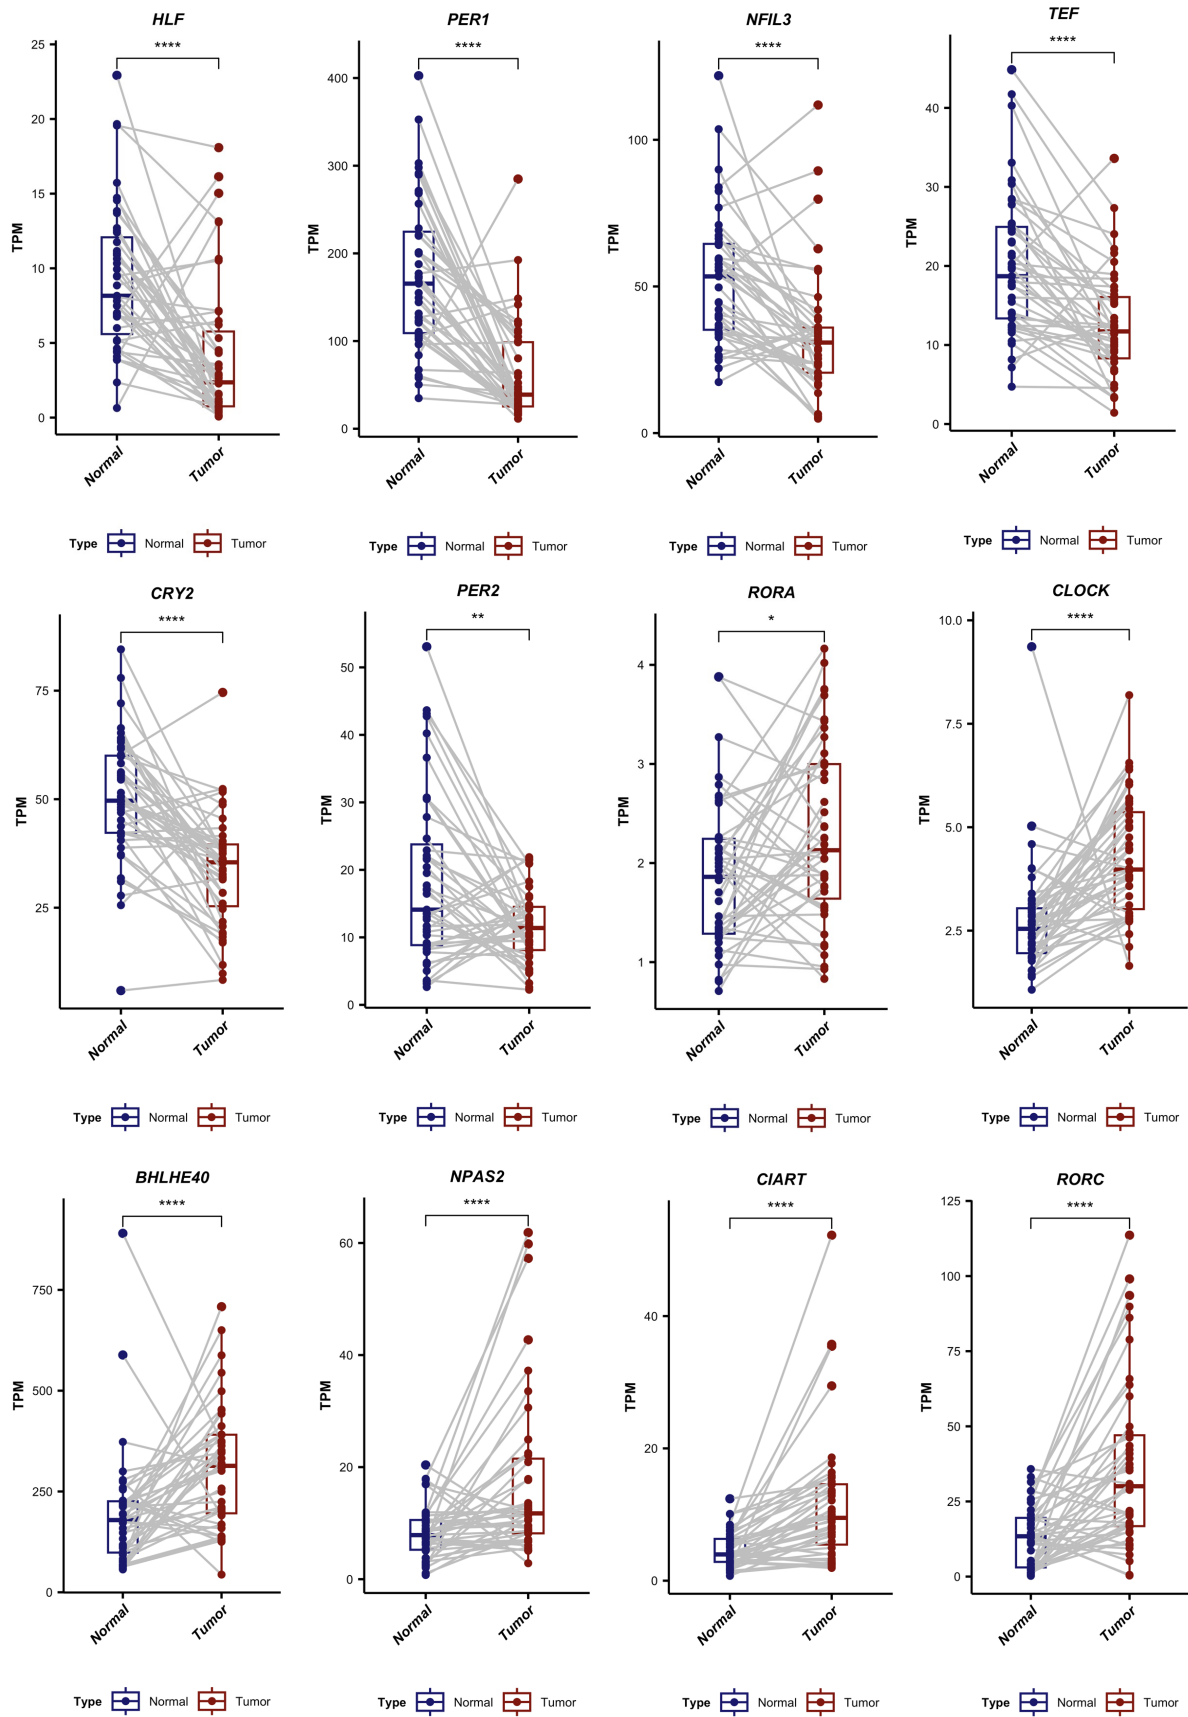 HLF
****
25
20
15
10
5
0
TPM
Normal
Tumor
Type Normal Tumor
PER1
****
400
300
200
100
0
TPM
Normal
Tumor
Type Normal Tumor
NFIL3
****
100
50
0
TPM
Normal
Tumor
Type Normal Tumor
TEF
****
40
30
20
10
0
TPM
Normal
Tumor
Type Normal Tumor
CRY2
****
75
50
25
TPM
Normal
Tumor
Type Normal Tumor
PER2
**
50
40
30
20
10
0
TPM
Normal
Tumor
Type Normal Tumor
RORA
*
4
3
2
1
TPM
Normal
Tumor
Type Normal Tumor
CLOCK
****
10.0
7.5
5.0
2.5
TPM
Normal
Tumor
Type Normal Tumor
BHLHE40
****
750
500
250
0
TPM
Normal
Tumor
Type Normal Tumor
NPAS2
****
60
40
20
0
TPM
Normal
Tumor
Type Normal Tumor
CIART
****
40
20
0
TPM
Normal
Tumor
Type Normal Tumor
RORC
****
125
100
75
50
25
0
TPM
Normal
Tumor
Type Normal Tumor